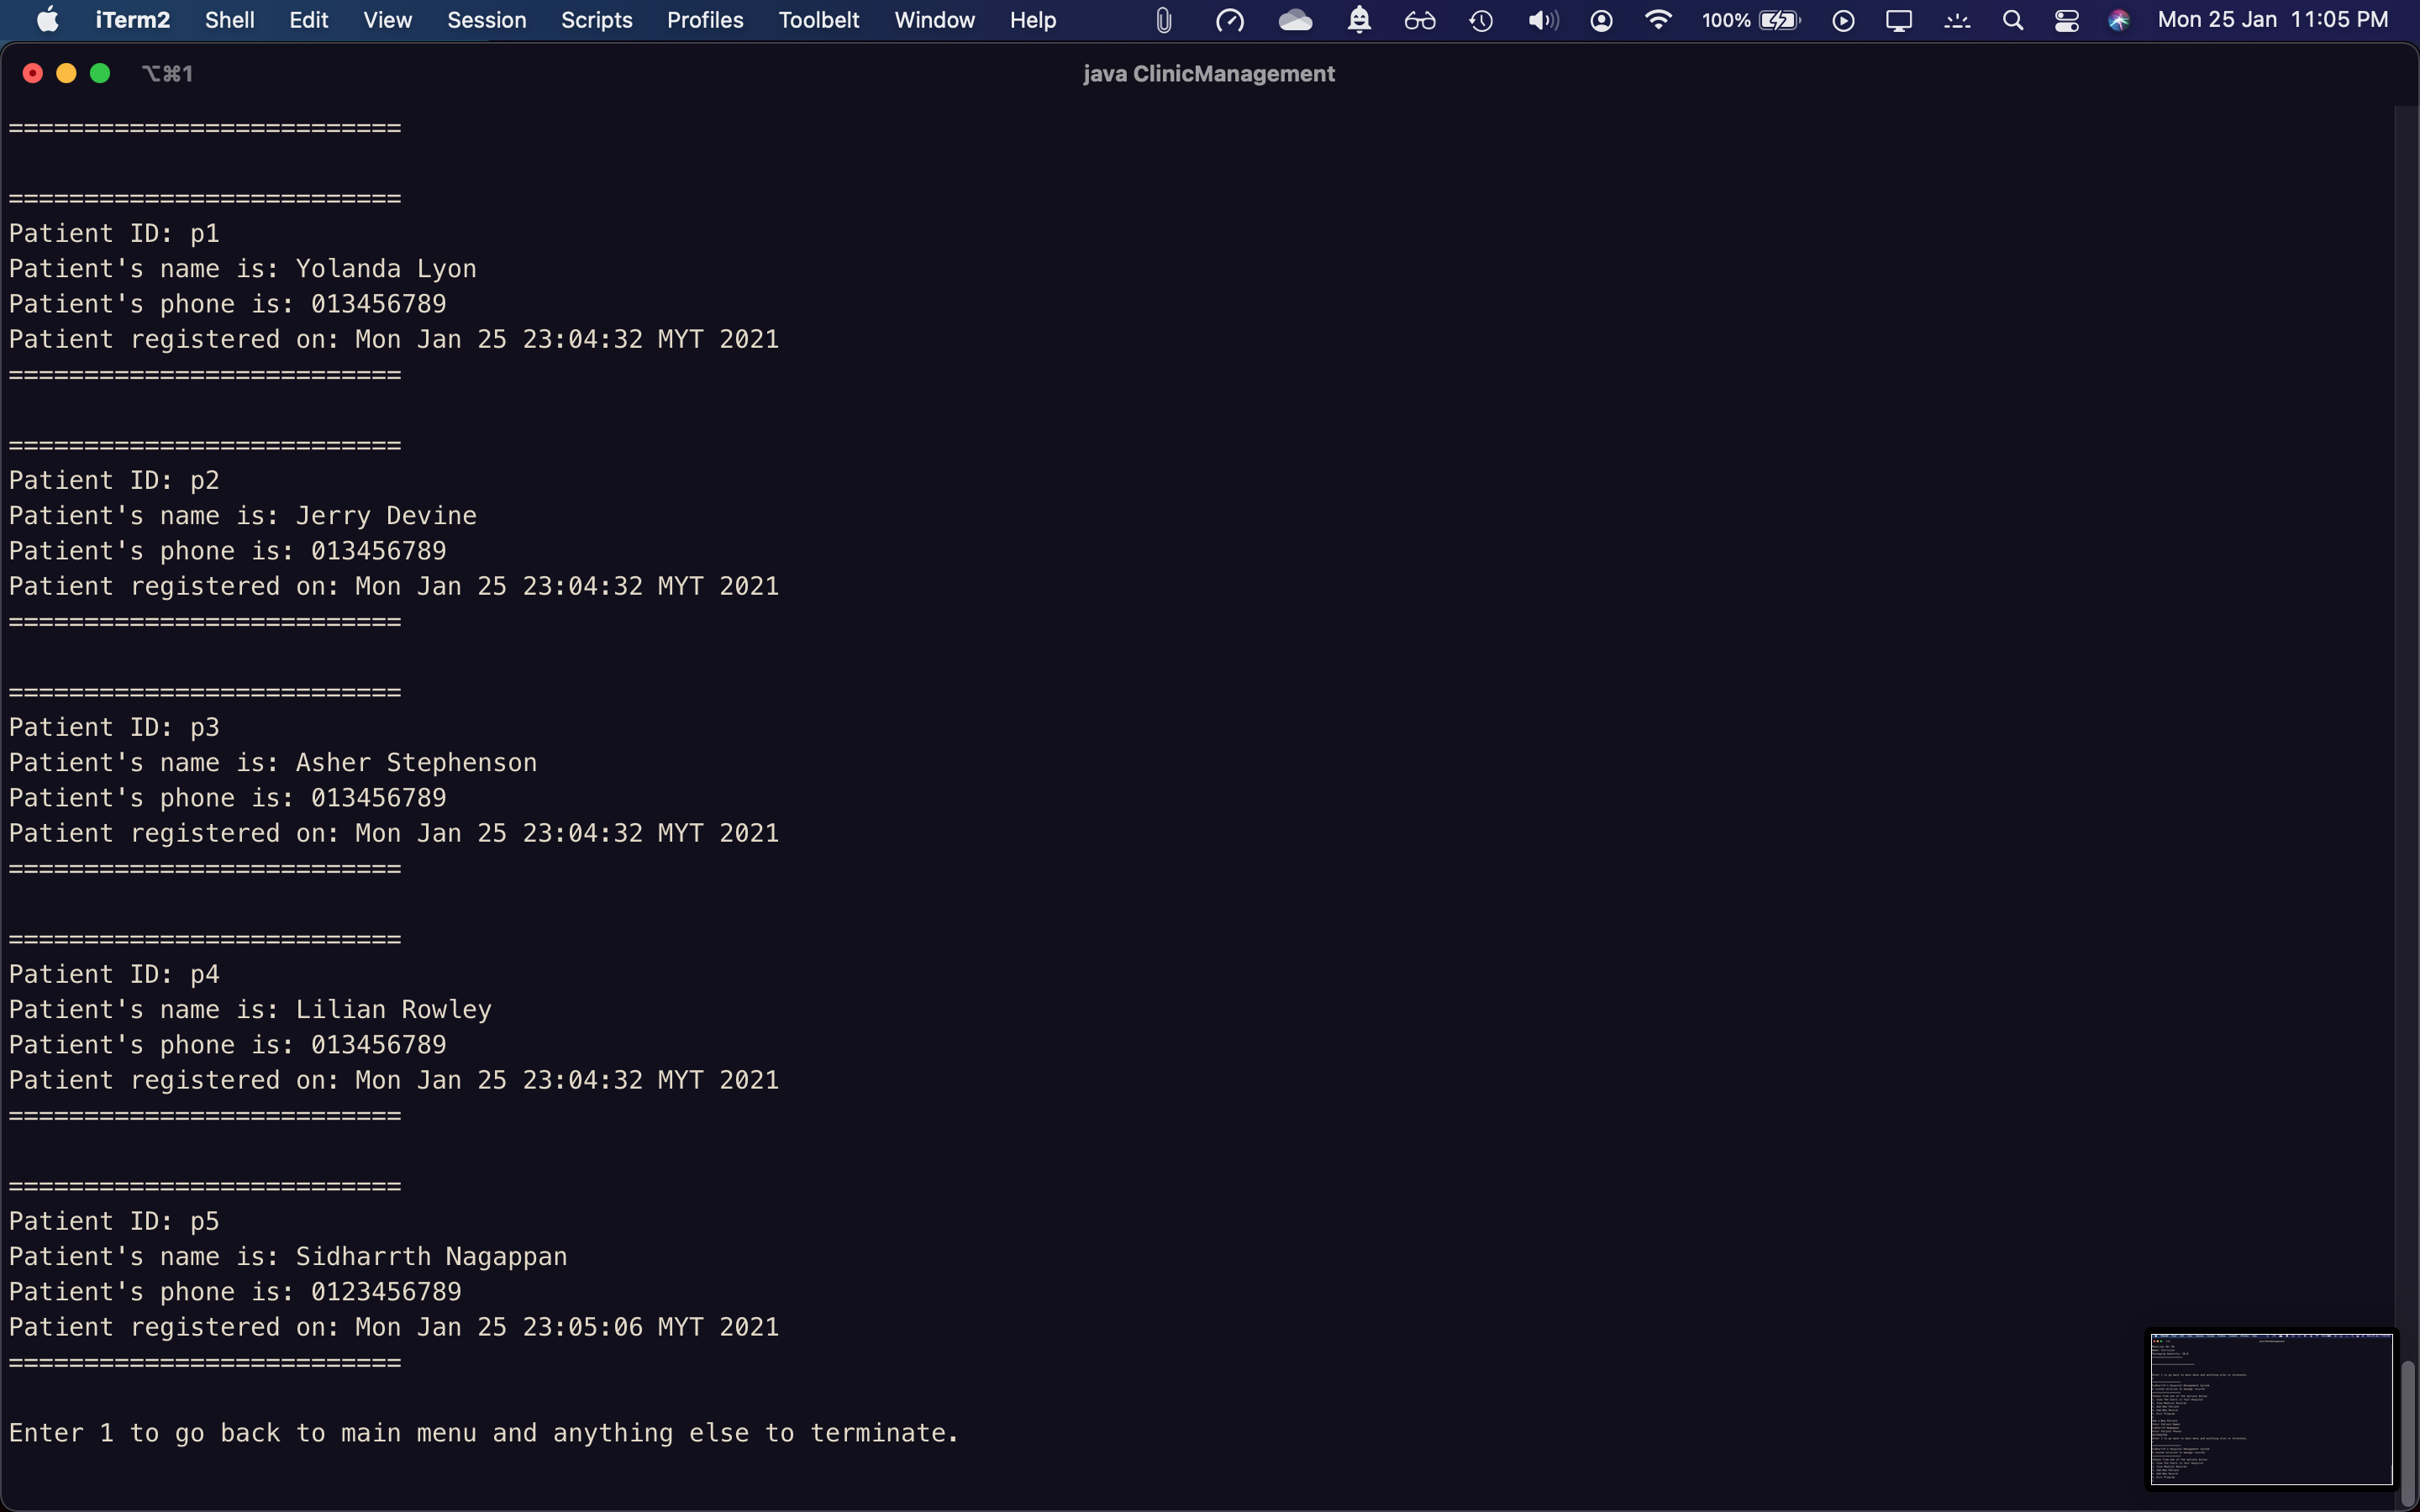 iTerm2 Shell Edit View Session Scripts Profiles Toolbelt Window Help 100% Mon 25 Jan 11:05 PM
⌥⌘1 java ClinicManagement
==========================
==========================
Patient ID: p1
Patient's name is: Yolanda Lyon
Patient's phone is: 013456789
Patient registered on: Mon Jan 25 23:04:32 MYT 2021
==========================
==========================
Patient ID: p2
Patient's name is: Jerry Devine
Patient's phone is: 013456789
Patient registered on: Mon Jan 25 23:04:32 MYT 2021
==========================
==========================
Patient ID: p3
Patient's name is: Asher Stephenson
Patient's phone is: 013456789
Patient registered on: Mon Jan 25 23:04:32 MYT 2021
==========================
==========================
Patient ID: p4
Patient's name is: Lilian Rowley
Patient's phone is: 013456789
Patient registered on: Mon Jan 25 23:04:32 MYT 2021
==========================
==========================
Patient ID: p5
Patient's name is: Sidharrth Nagappan
Patient's phone is: 0123456789
Patient registered on: Mon Jan 25 23:05:06 MYT 2021
==========================
Enter 1 to go back to main menu and anything else to terminate.